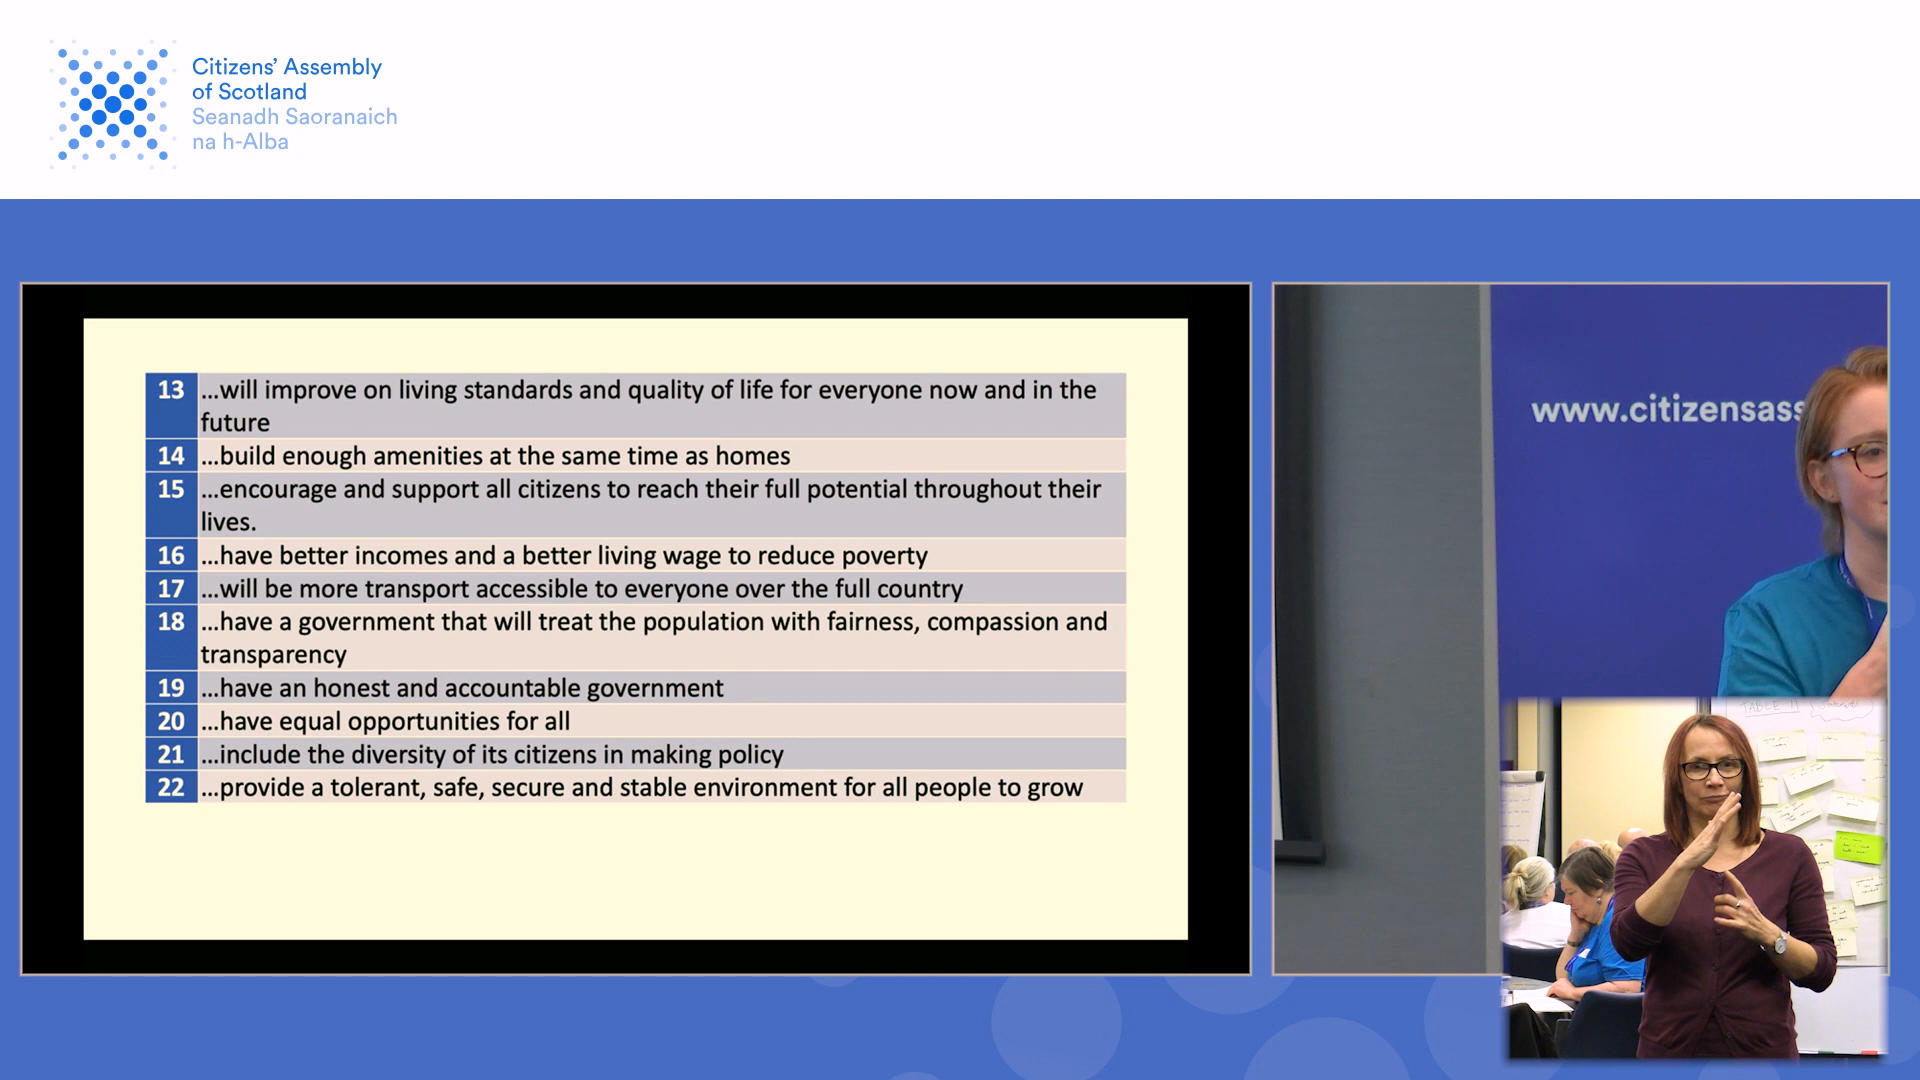 Citizens’ Assembly
of Scotland
Seanadh Saoranaich
na h-Alba
13 ...will improve on living standards and quality of life for everyone now and in the
future
14 ...build enough amenities at the same time as homes
15 ...encourage and support all citizens to reach their full potential throughout their
lives.
16 ...have better incomes and a better living wage to reduce poverty
17 ...will be more transport accessible to everyone over the full country
18 ...have a government that will treat the population with fairness, compassion and
transparency
19 ...have an honest and accountable government
20 ...have equal opportunities for all
21 ...include the diversity of its citizens in making policy
22 ...provide a tolerant, safe, secure and stable environment for all people to grow
www.citizensass
TABLE 11